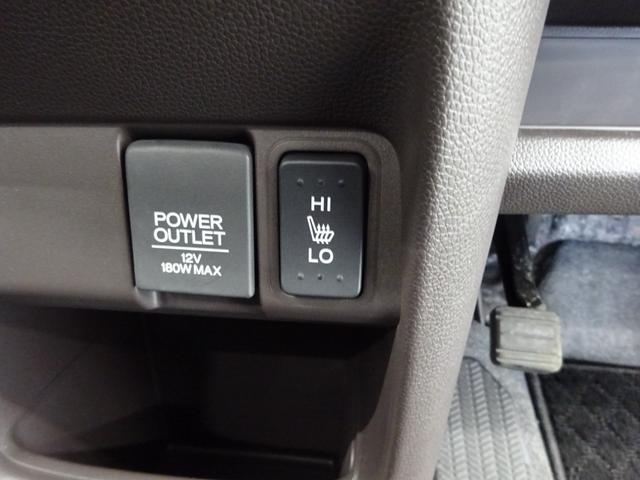 POWER
OUTLET
12V
180W MAX
HI
LO